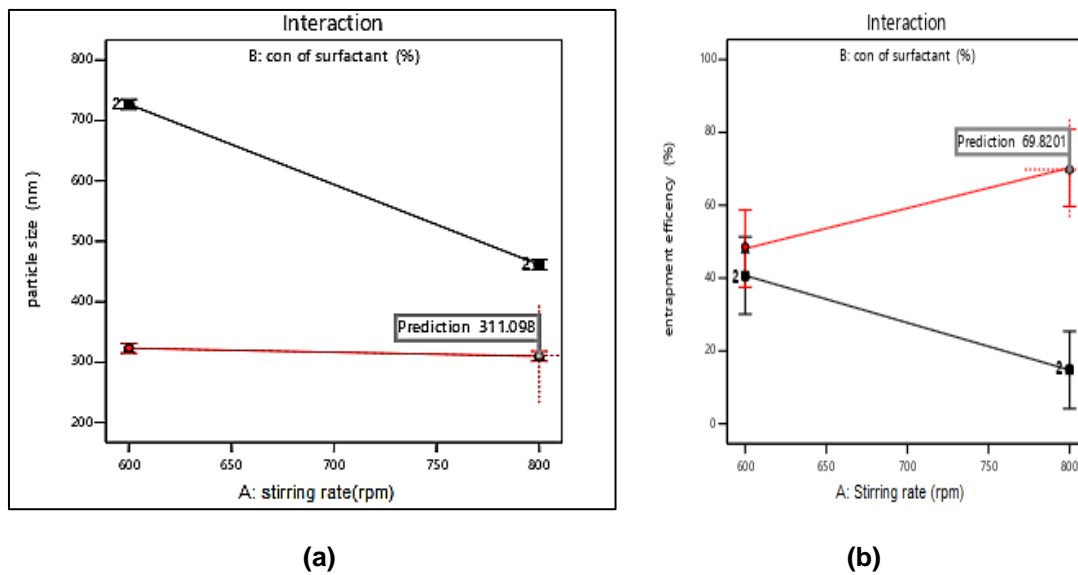 Interaction
B: con of surfactant (%)
particle size (nm)
800
700
600
500
400
300
200
2
2
Prediction 311.098
600
650
700
750
800
A: stirring rate(rpm)
(a)
Interaction
B: con of surfactant (%)
entrapment efficency (%)
100
80
60
40
20
0
2
2
Prediction 69.8201
600
650
700
750
800
A: Stirring rate (rpm)
(b)